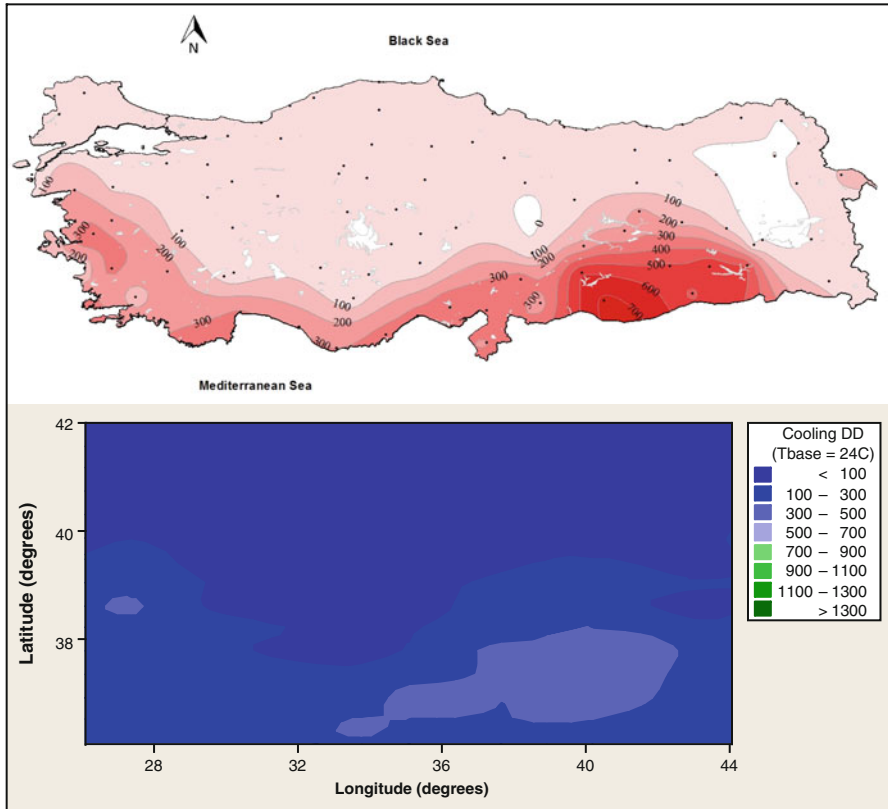 N
Black Sea
100
300
200
200
100
300
100
200
300
300
300
100
200
300
0
100
200
300
400
500
600
700
Mediterranean Sea
42
40
38
28
32
36
40
44
Latitude (degrees)
Longitude (degrees)
Cooling DD
(Tbase = 24C)
< 100
100 – 300
300 – 500
500 – 700
700 – 900
900 – 1100
1100 – 1300
> 1300